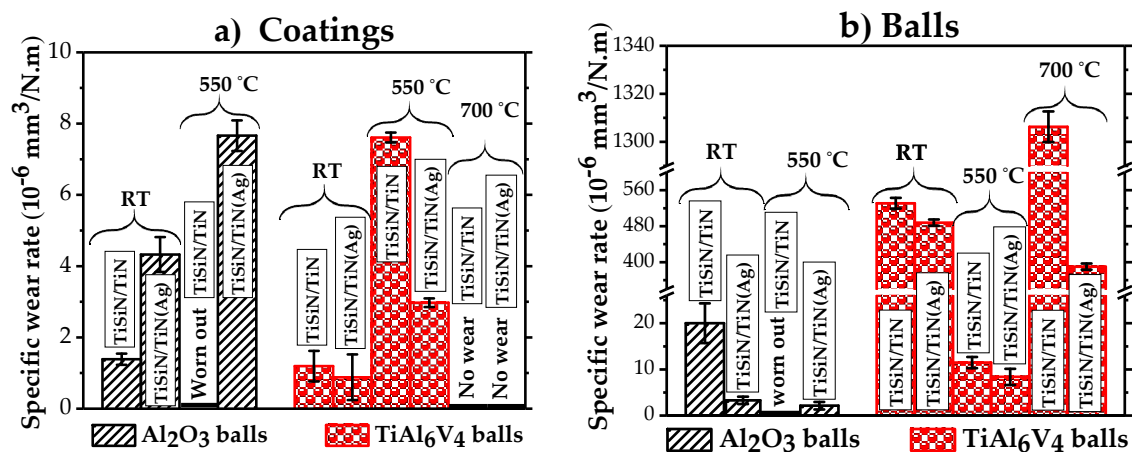 a) Coatings
Specific wear rate (10⁻⁶ mm³/N.m)
10
8
6
4
2
0
RT
550 °C
RT
550 °C
700 °C
TiSiN/TiN
TiSiN/TiN(Ag)
TiSiN/TiN
Worn out
TiSiN/TiN(Ag)
TiSiN/TiN
TiSiN/TiN(Ag)
TiSiN/TiN
TiSiN/TiN(Ag)
TiSiN/TiN
No wear
TiSiN/TiN(Ag)
No wear
Al₂O₃ balls
TiAl₆V₄ balls
b) Balls
Specific wear rate (10⁻⁶ mm³/N.m)
1340
1320
1300
560
480
400
20
10
0
RT
550 °C
RT
550 °C
700 °C
TiSiN/TiN
TiSiN/TiN(Ag)
TiSiN/TiN
worn out
TiSiN/TiN(Ag)
TiSiN/TiN
TiSiN/TiN(Ag)
TiSiN/TiN
TiSiN/TiN(Ag)
TiSiN/TiN
TiSiN/TiN(Ag)
Al₂O₃ balls
TiAl₆V₄ balls